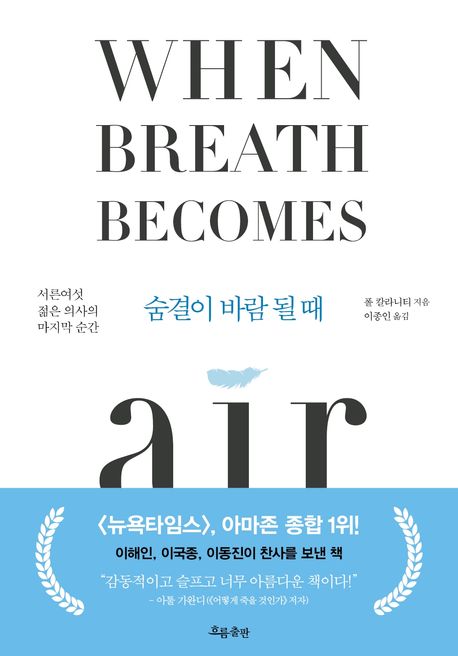 WHEN
BREATH
BECOMES
서른여섯
젊은 의사의
마지막 순간
숨결이 바람 될 때
폴 칼라니티 지음
이종인 옮김
air
〈뉴욕타임스〉, 아마존 종합 1위!
이해인, 이국종, 이동진이 찬사를 보낸 책
“감동적이고 슬프고 너무 아름다운 책이다!”
– 아툴 가완디(《어떻게 죽을 것인가》 저자)
흐름출판